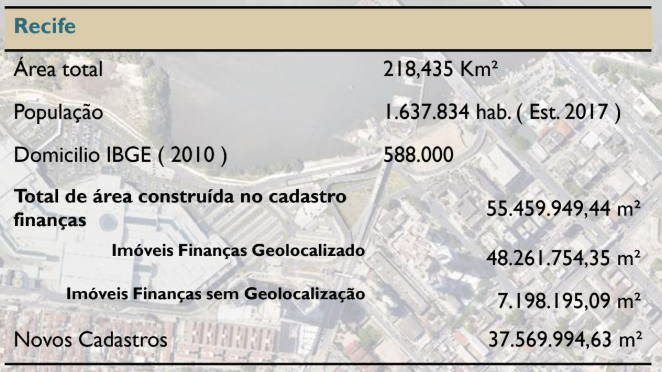 Recife
Área total 218,435 Km²
População 1.637.834 hab. ( Est. 2017 )
Domicilio IBGE ( 2010 ) 588.000
Total de área construída no cadastro
finanças 55.459.949,44 m²
Imóveis Finanças Geolocalizado 48.261.754,35 m²
Imóveis Finanças sem Geolocalização 7.198.195,09 m²
Novos Cadastros 37.569.994,63 m²